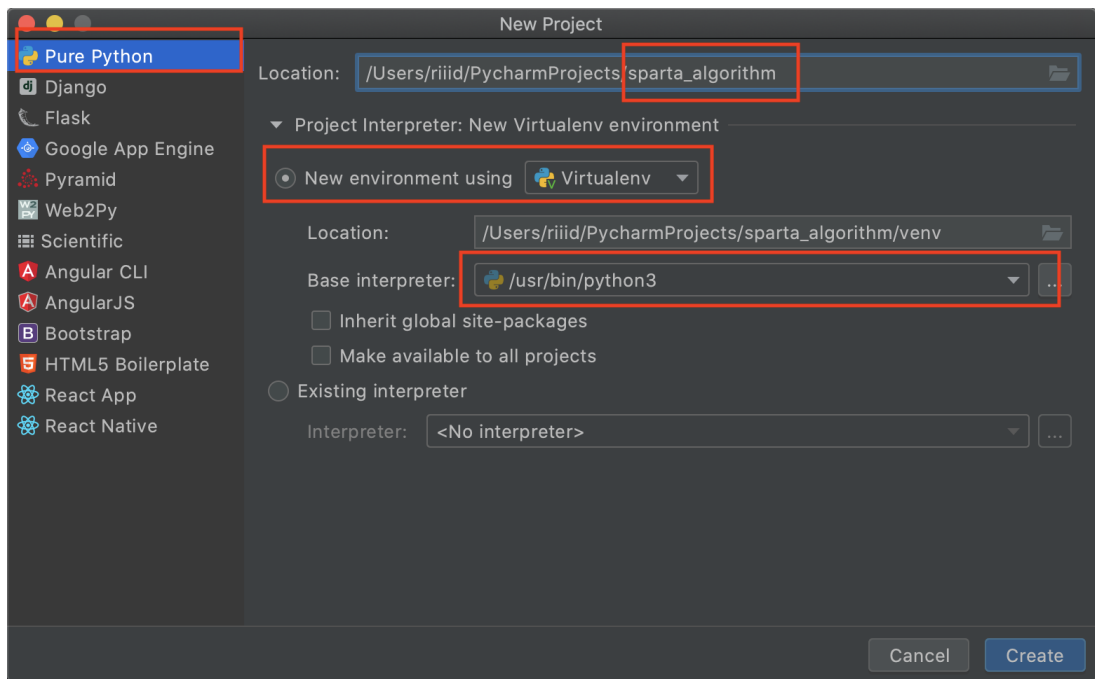 New Project
Pure Python
Django
Flask
Google App Engine
Pyramid
Web2Py
Scientific
Angular CLI
AngularJS
Bootstrap
HTML5 Boilerplate
React App
React Native
Location: /Users/riiid/PycharmProjects/sparta_algorithm
Project Interpreter: New Virtualenv environment
New environment using Virtualenv
Location: /Users/riiid/PycharmProjects/sparta_algorithm/venv
Base interpreter: /usr/bin/python3 ...
Inherit global site-packages
Make available to all projects
Existing interpreter
Interpreter: <No interpreter> ...
Cancel Create